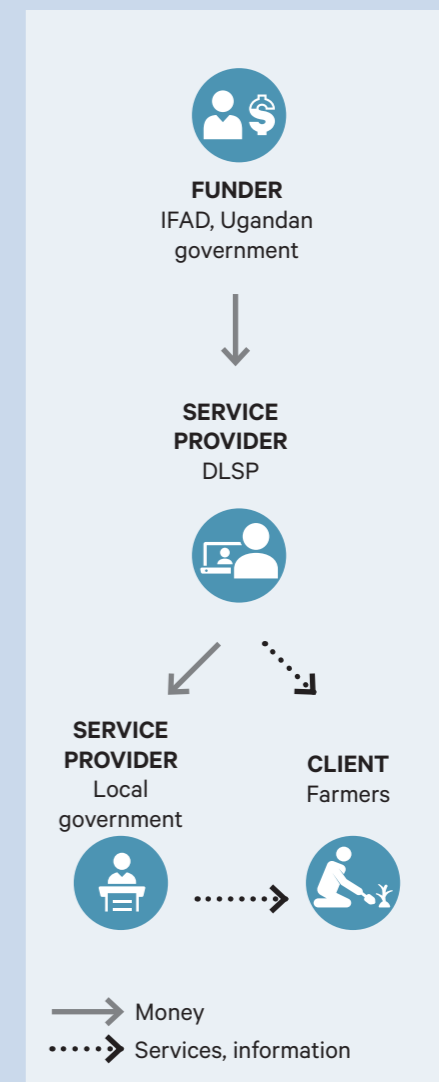 FUNDER
IFAD, Ugandan
government
SERVICE
PROVIDER
DLSP
SERVICE
PROVIDER
Local
government
CLIENT
Farmers
Money
Services, information